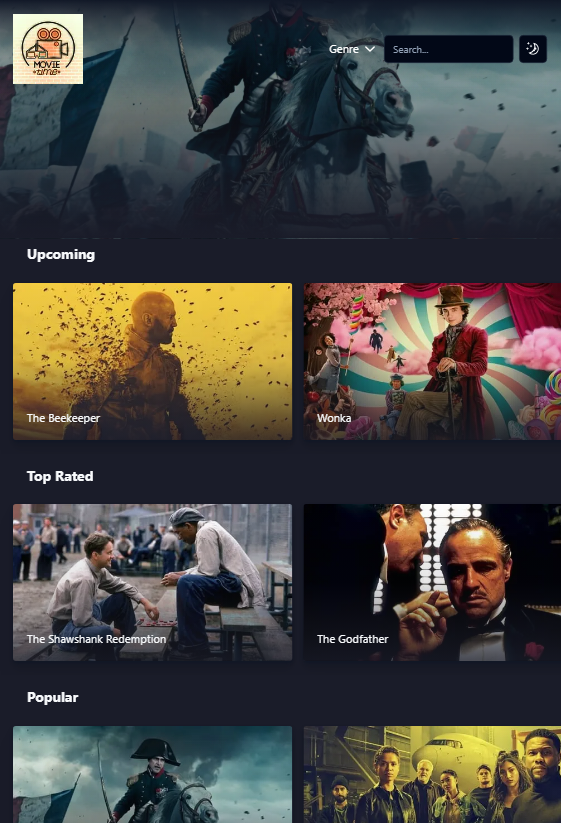 MOVIE
time
Genre
Search...
Upcoming
The Beekeeper
Wonka
Top Rated
The Shawshank Redemption
The Godfather
Popular